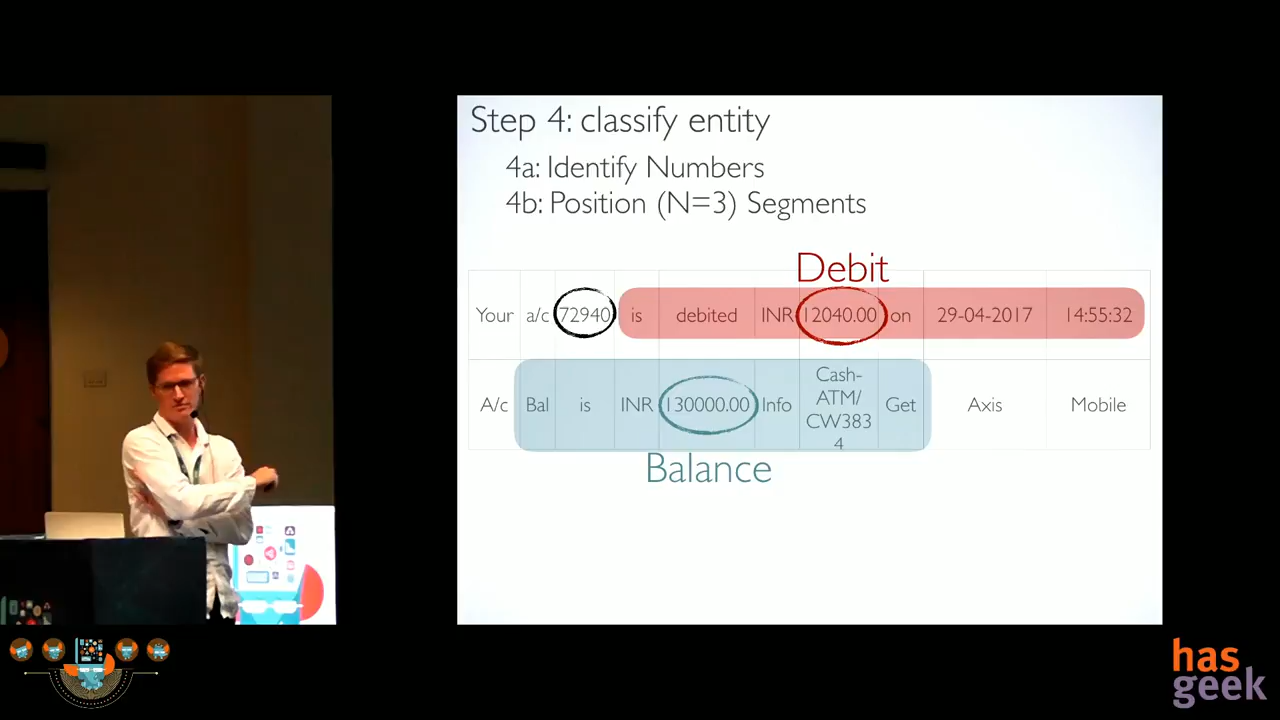 Step 4: classify entity
4a: Identify Numbers
4b: Position (N=3) Segments
Debit
Your a/c 72940 is debited INR 12040.00 on 29-04-2017 14:55:32
A/c Bal is INR 130000.00 Info Cash-ATM/CW3834 Get Axis Mobile
Balance
has
geek